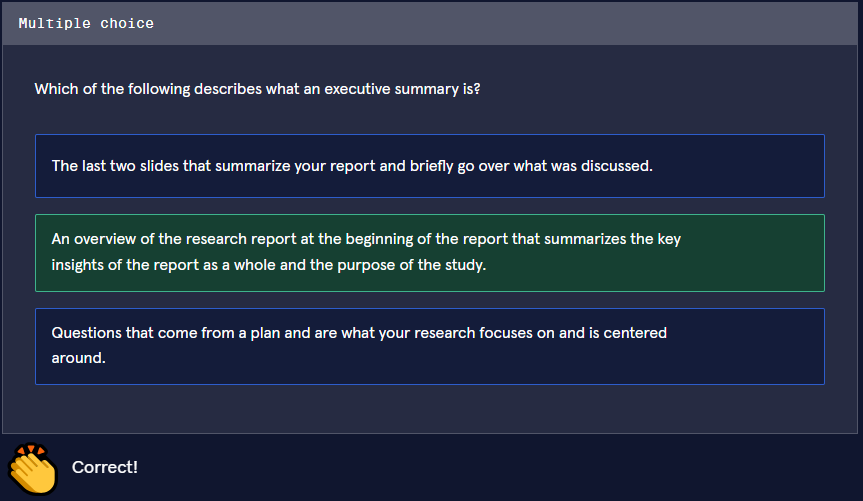 Multiple choice
Which of the following describes what an executive summary is?
The last two slides that summarize your report and briefly go over what was discussed.
An overview of the research report at the beginning of the report that summarizes the key
insights of the report as a whole and the purpose of the study.
Questions that come from a plan and are what your research focuses on and is centered
around.
Correct!